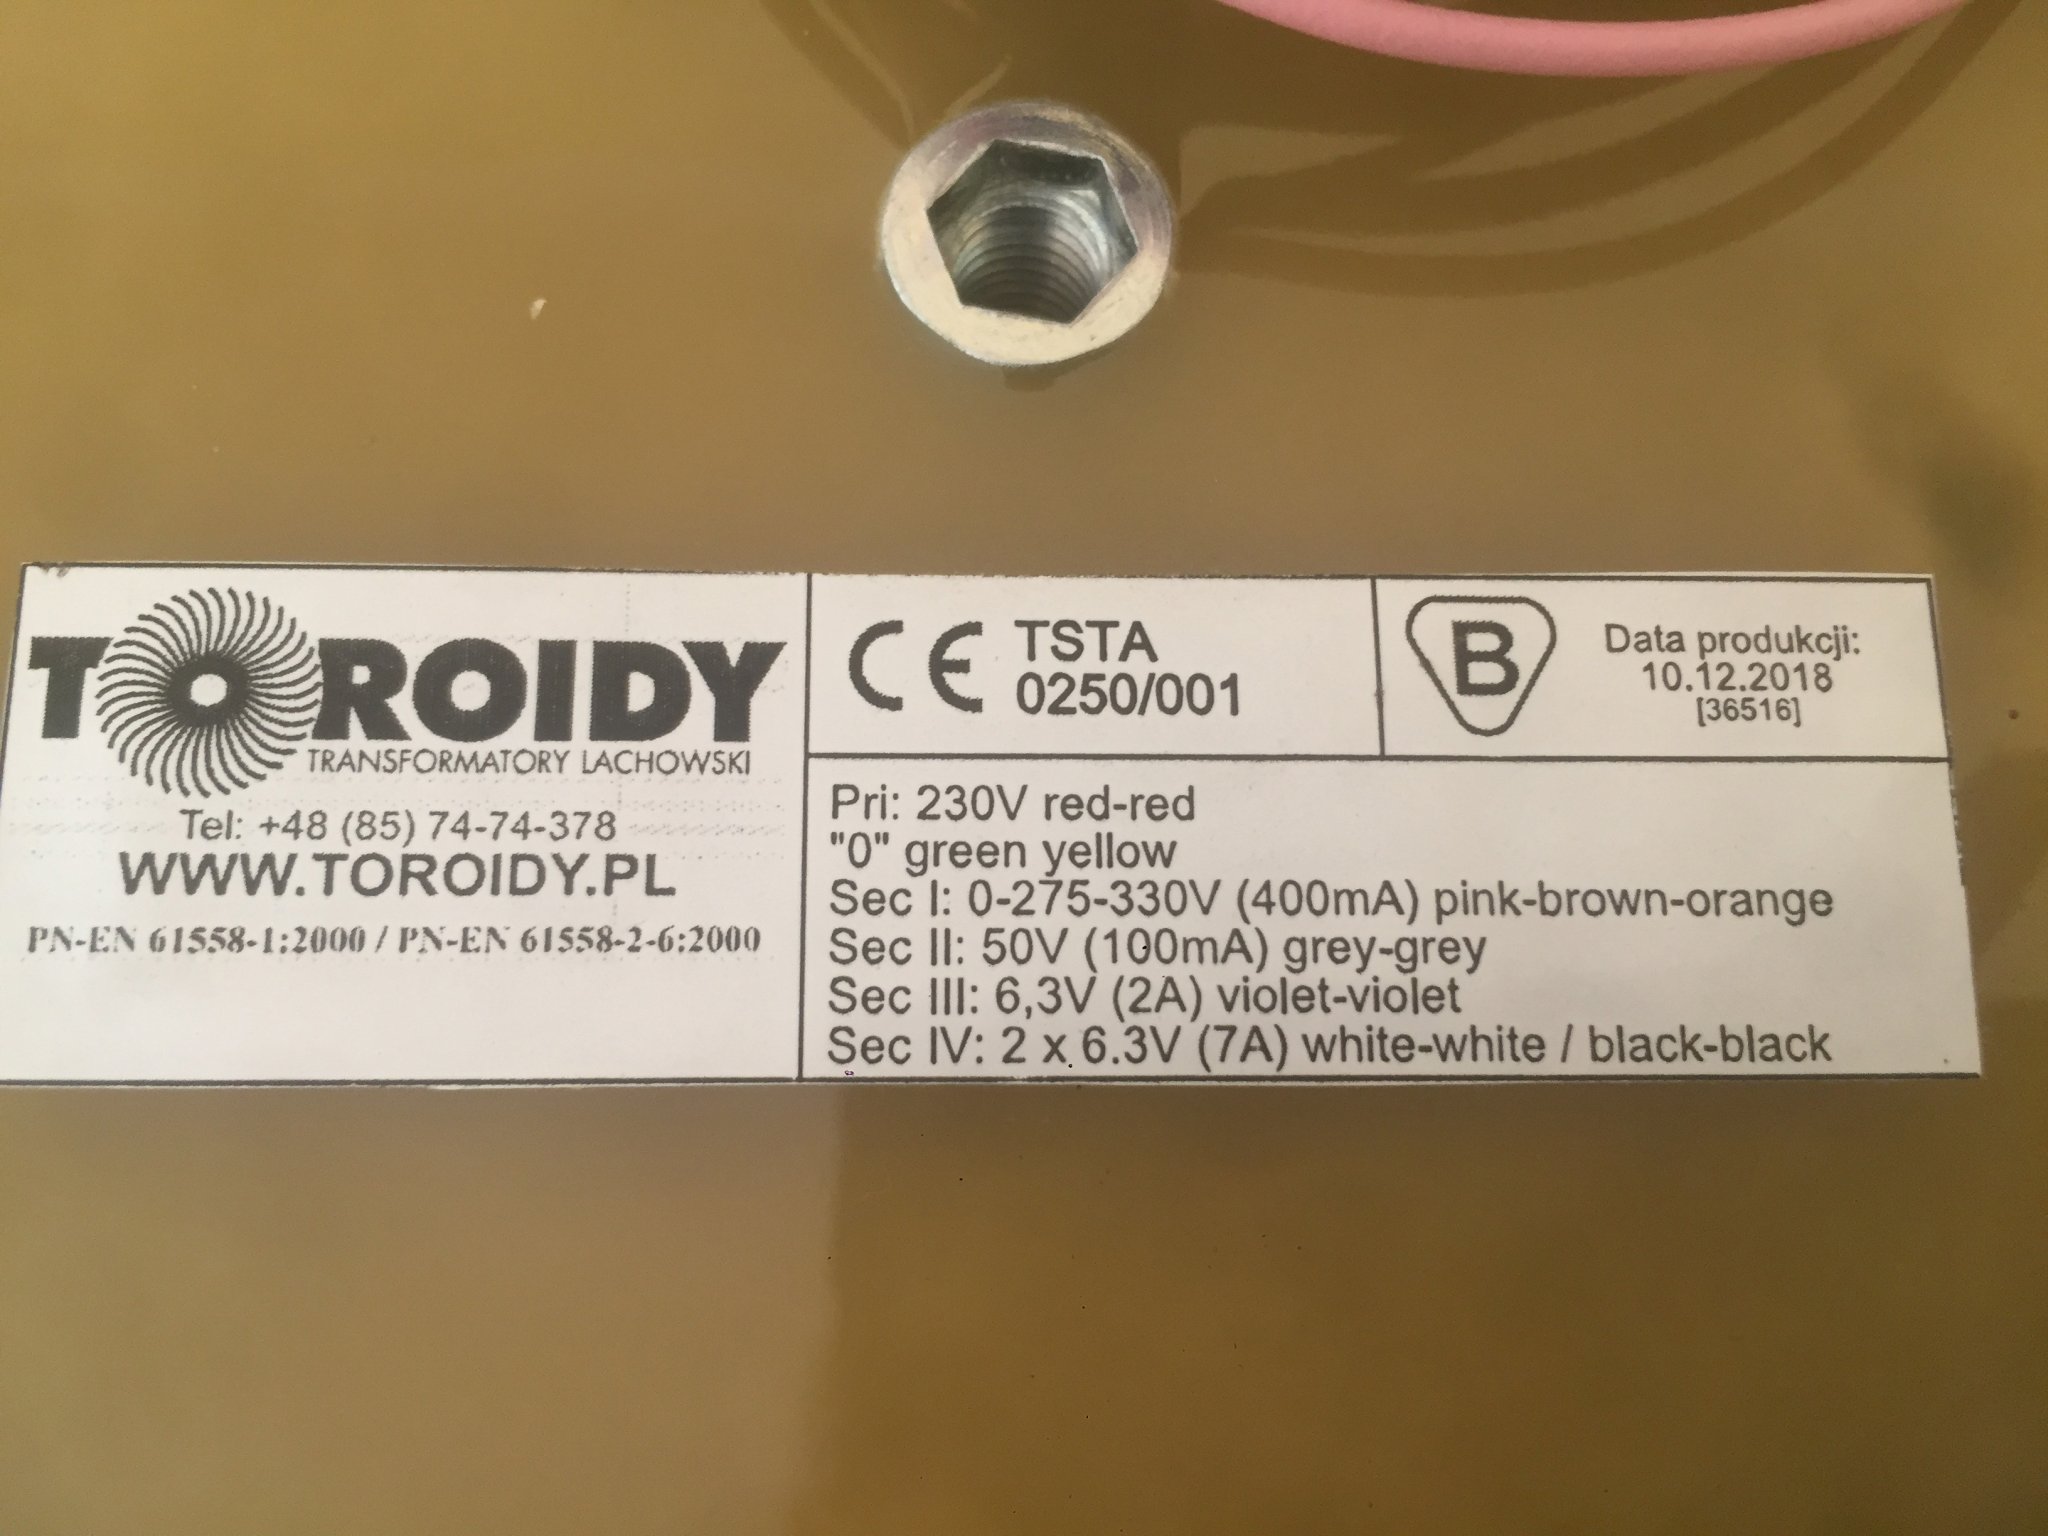 TOROIDY
TRANSFORMATORY LACHOWSKI
Tel: +48 (85) 74-74-378
WWW.TOROIDY.PL
PN-EN 61558-1:2000 / PN-EN 61558-2-6:2000
CE TSTA
0250/001
B
Data produkcji:
10.12.2018
[36516]
Pri: 230V red-red
"0" green yellow
Sec I: 0-275-330V (400mA) pink-brown-orange
Sec II: 50V (100mA) grey-grey
Sec III: 6,3V (2A) violet-violet
Sec IV: 2 x 6.3V (7A) white-white / black-black